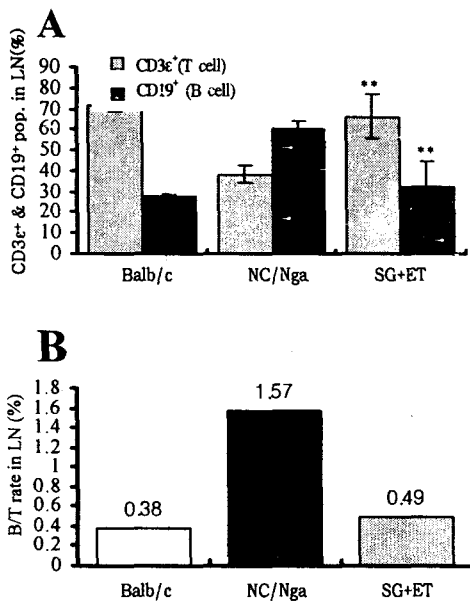 A
CD3ε⁺ & CD19⁺ pop. in LN(%)
90
80
70
60
50
40
30
20
10
0
CD3ε⁺(T cell)
CD19⁺ (B cell)
**
**
Balb/c
NC/Nga
SG+ET
B
B/T rate in LN (%)
1.8
1.6
1.4
1.2
1
0.8
0.6
0.4
0.2
0
0.38
1.57
0.49
Balb/c
NC/Nga
SG+ET